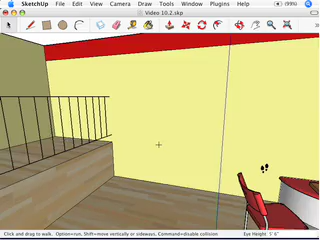 SketchUp File Edit View Camera Draw Tools Window Plugins Help (99%)
Video 10.2.skp
Click and drag to walk. Option=run, Shift=move vertically or sideways, Command=disable collision Eye Height: 5' 6"